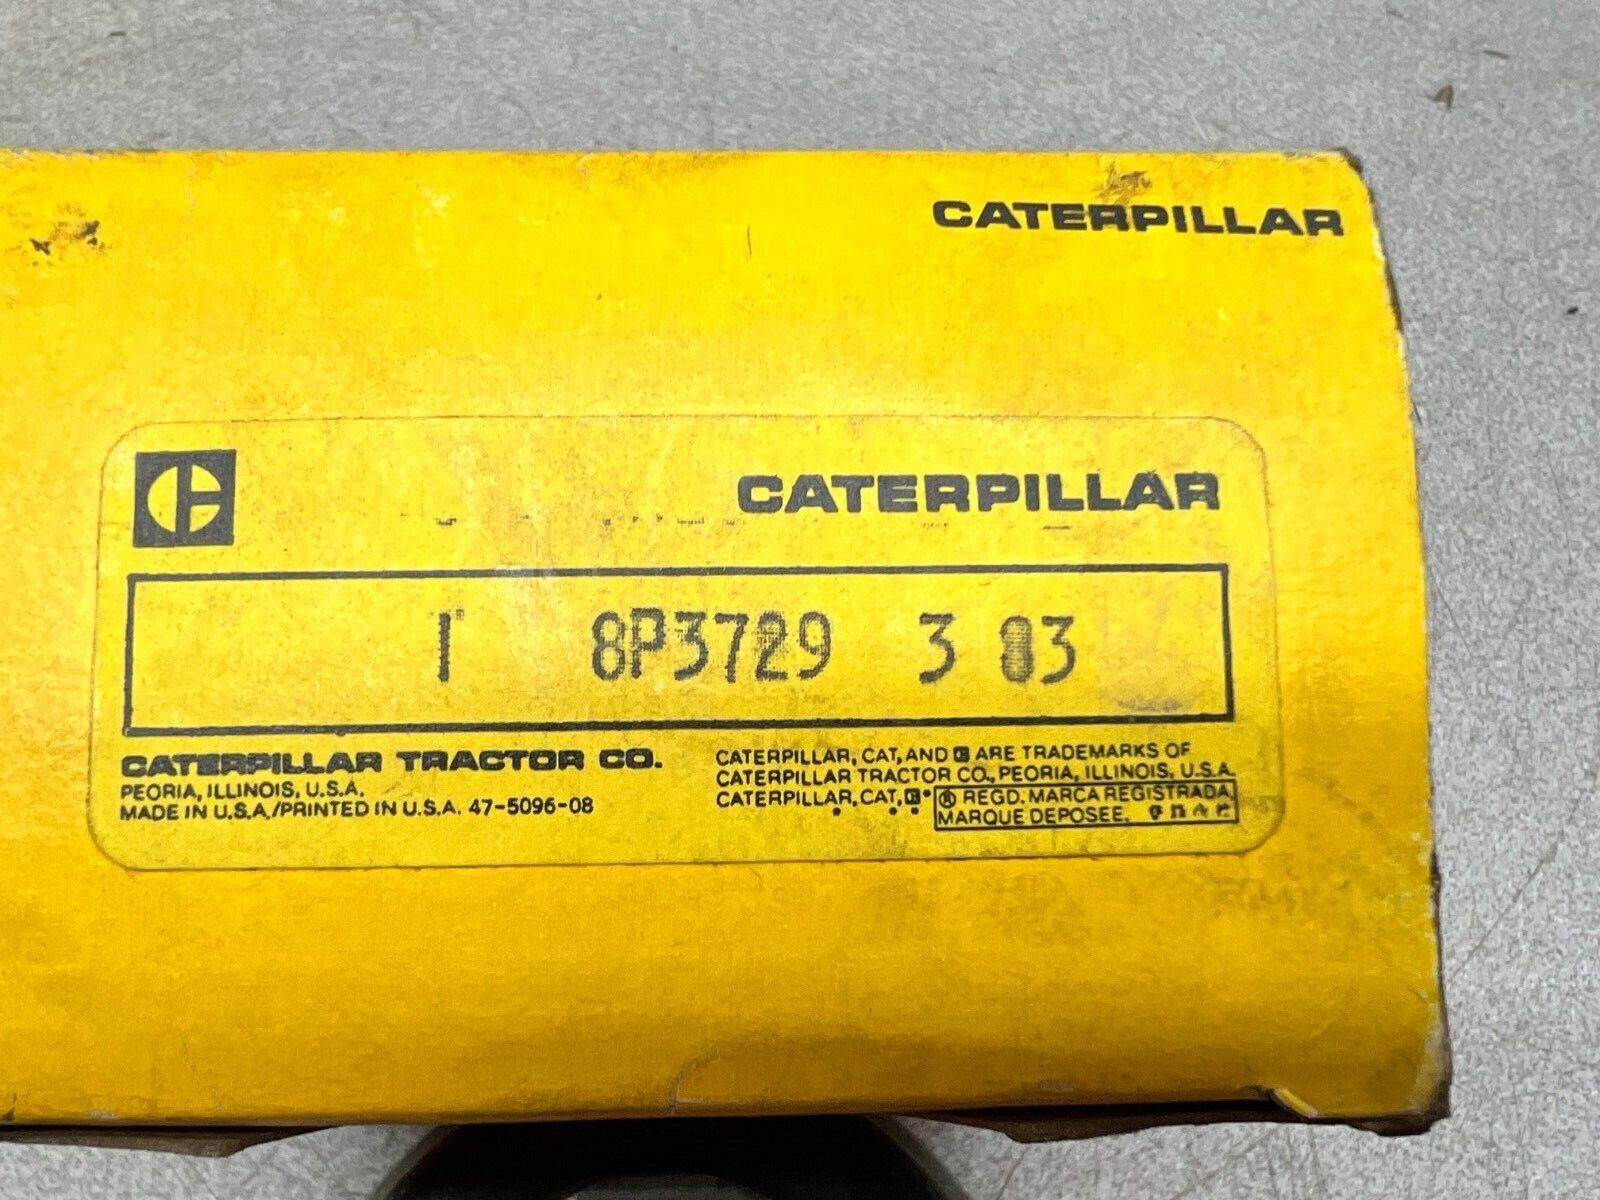 CATERPILLAR
CATERPILLAR
1 8P3729 3 83
CATERPILLAR TRACTOR CO.
PEORIA, ILLINOIS, U.S.A.
MADE IN U.S.A./PRINTED IN U.S.A. 47-5096-08
CATERPILLAR, CAT, AND ARE TRADEMARKS OF
CATERPILLAR TRACTOR CO., PEORIA, ILLINOIS, U.S.A.
CATERPILLAR, CAT, ® REGD. MARCA REGISTRADA,
MARQUE DEPOSEE.